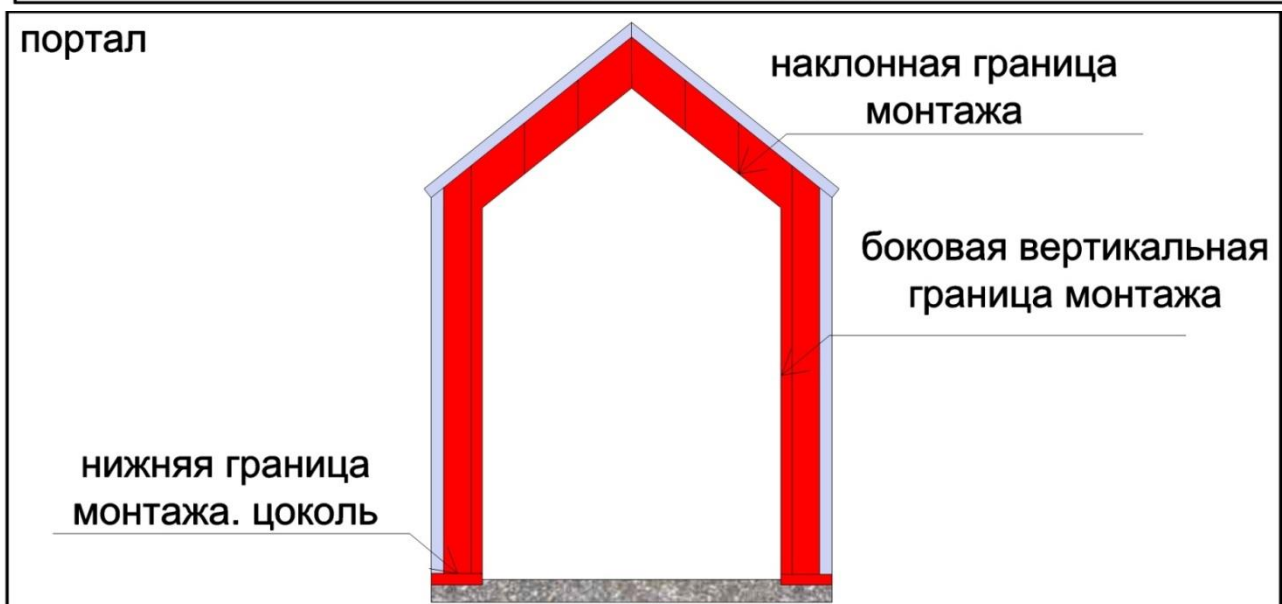 портал
наклонная граница
монтажа
боковая вертикальная
граница монтажа
нижняя граница
монтажа. цоколь